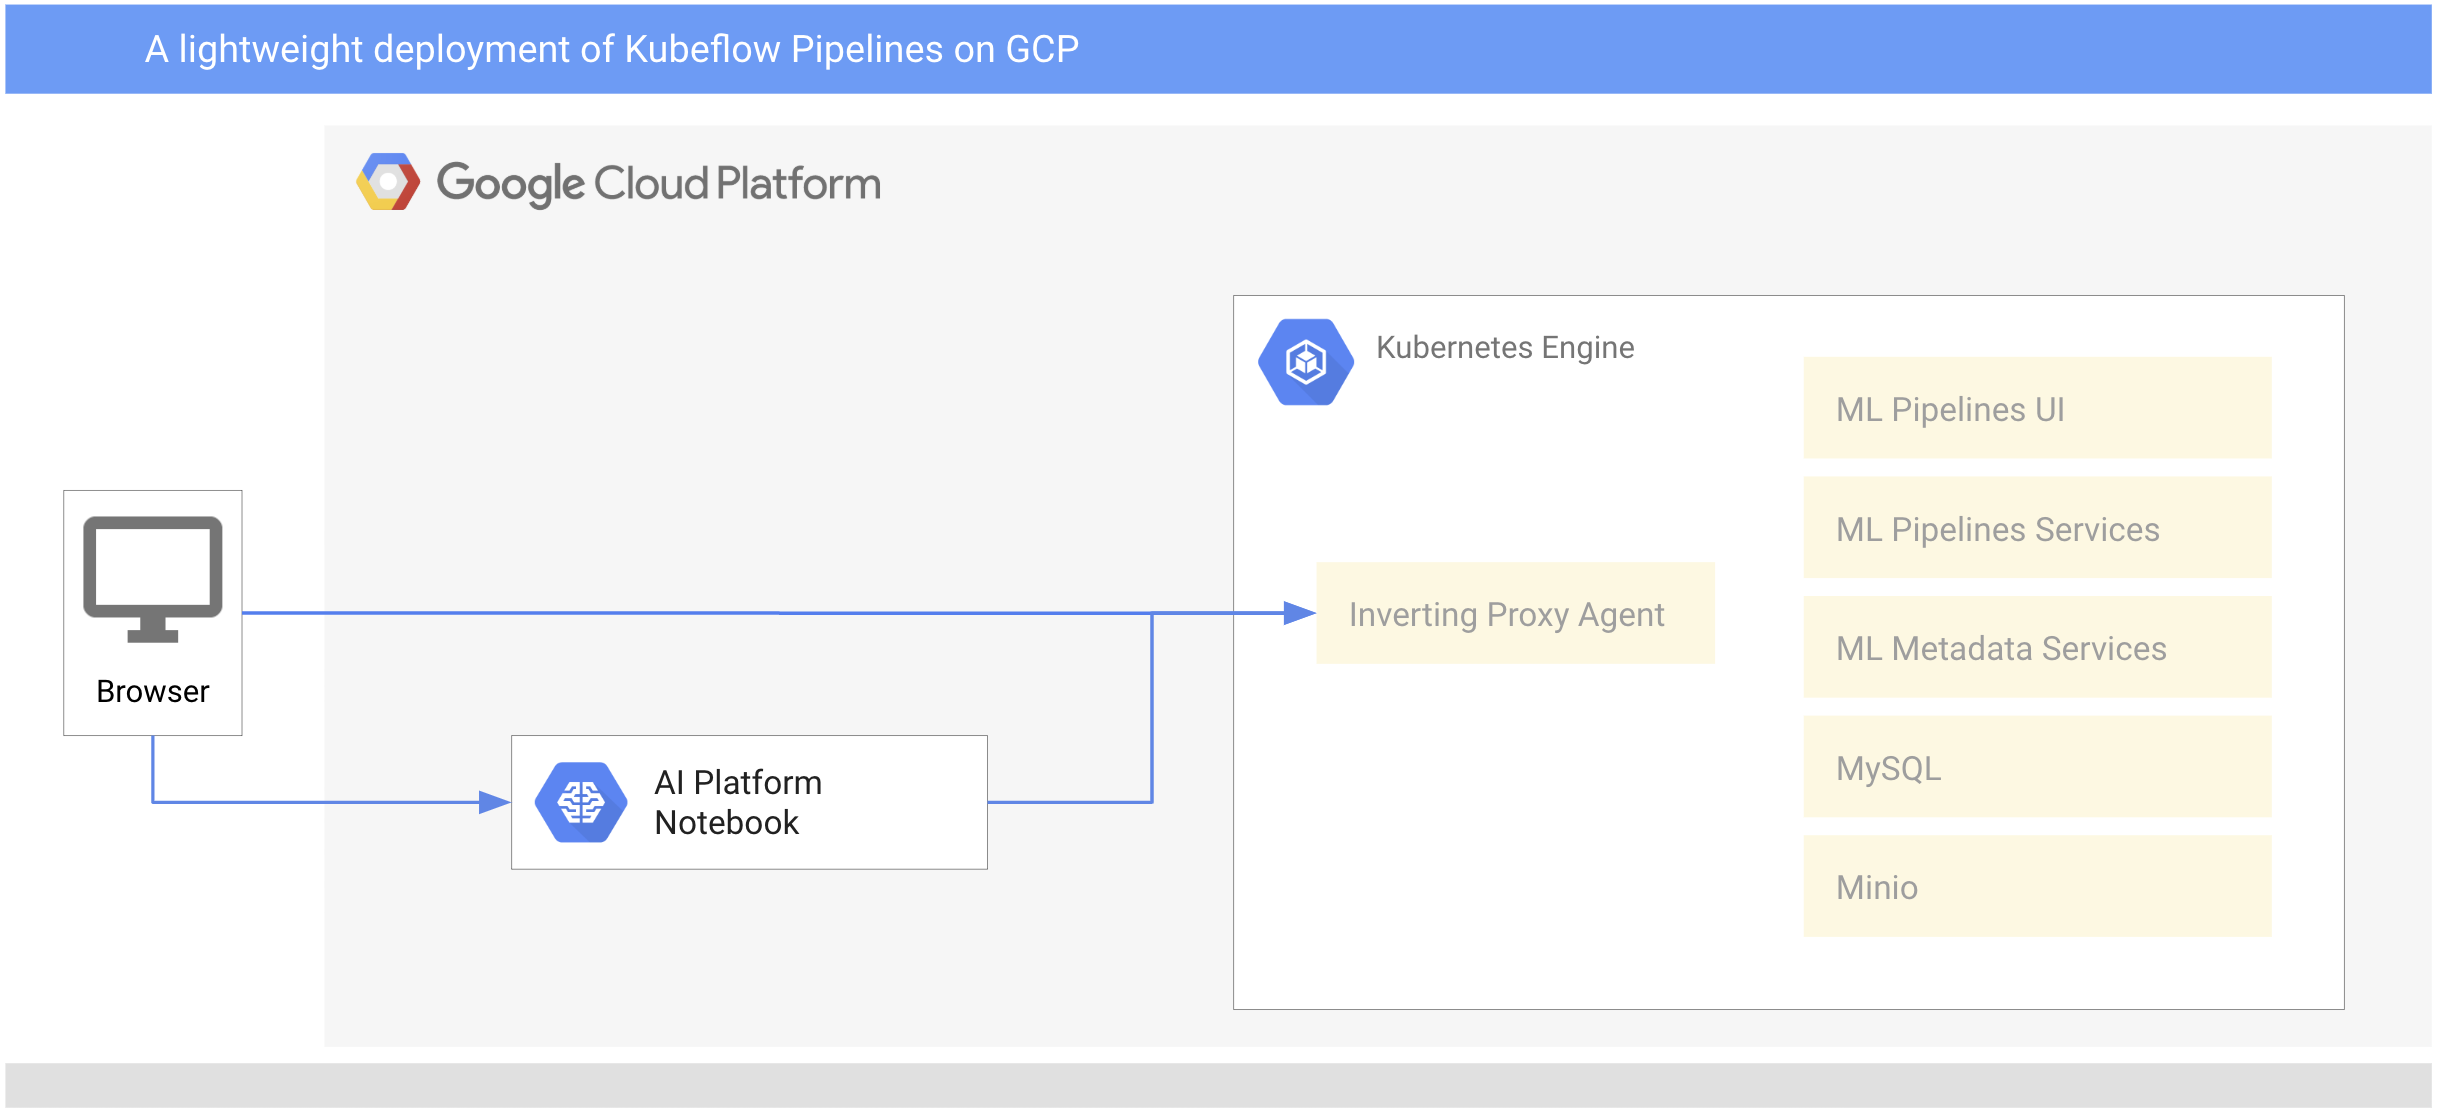 A lightweight deployment of Kubeflow Pipelines on GCP
Google Cloud Platform
Kubernetes Engine
ML Pipelines UI
ML Pipelines Services
Inverting Proxy Agent
ML Metadata Services
Browser
AI Platform
Notebook
MySQL
Minio